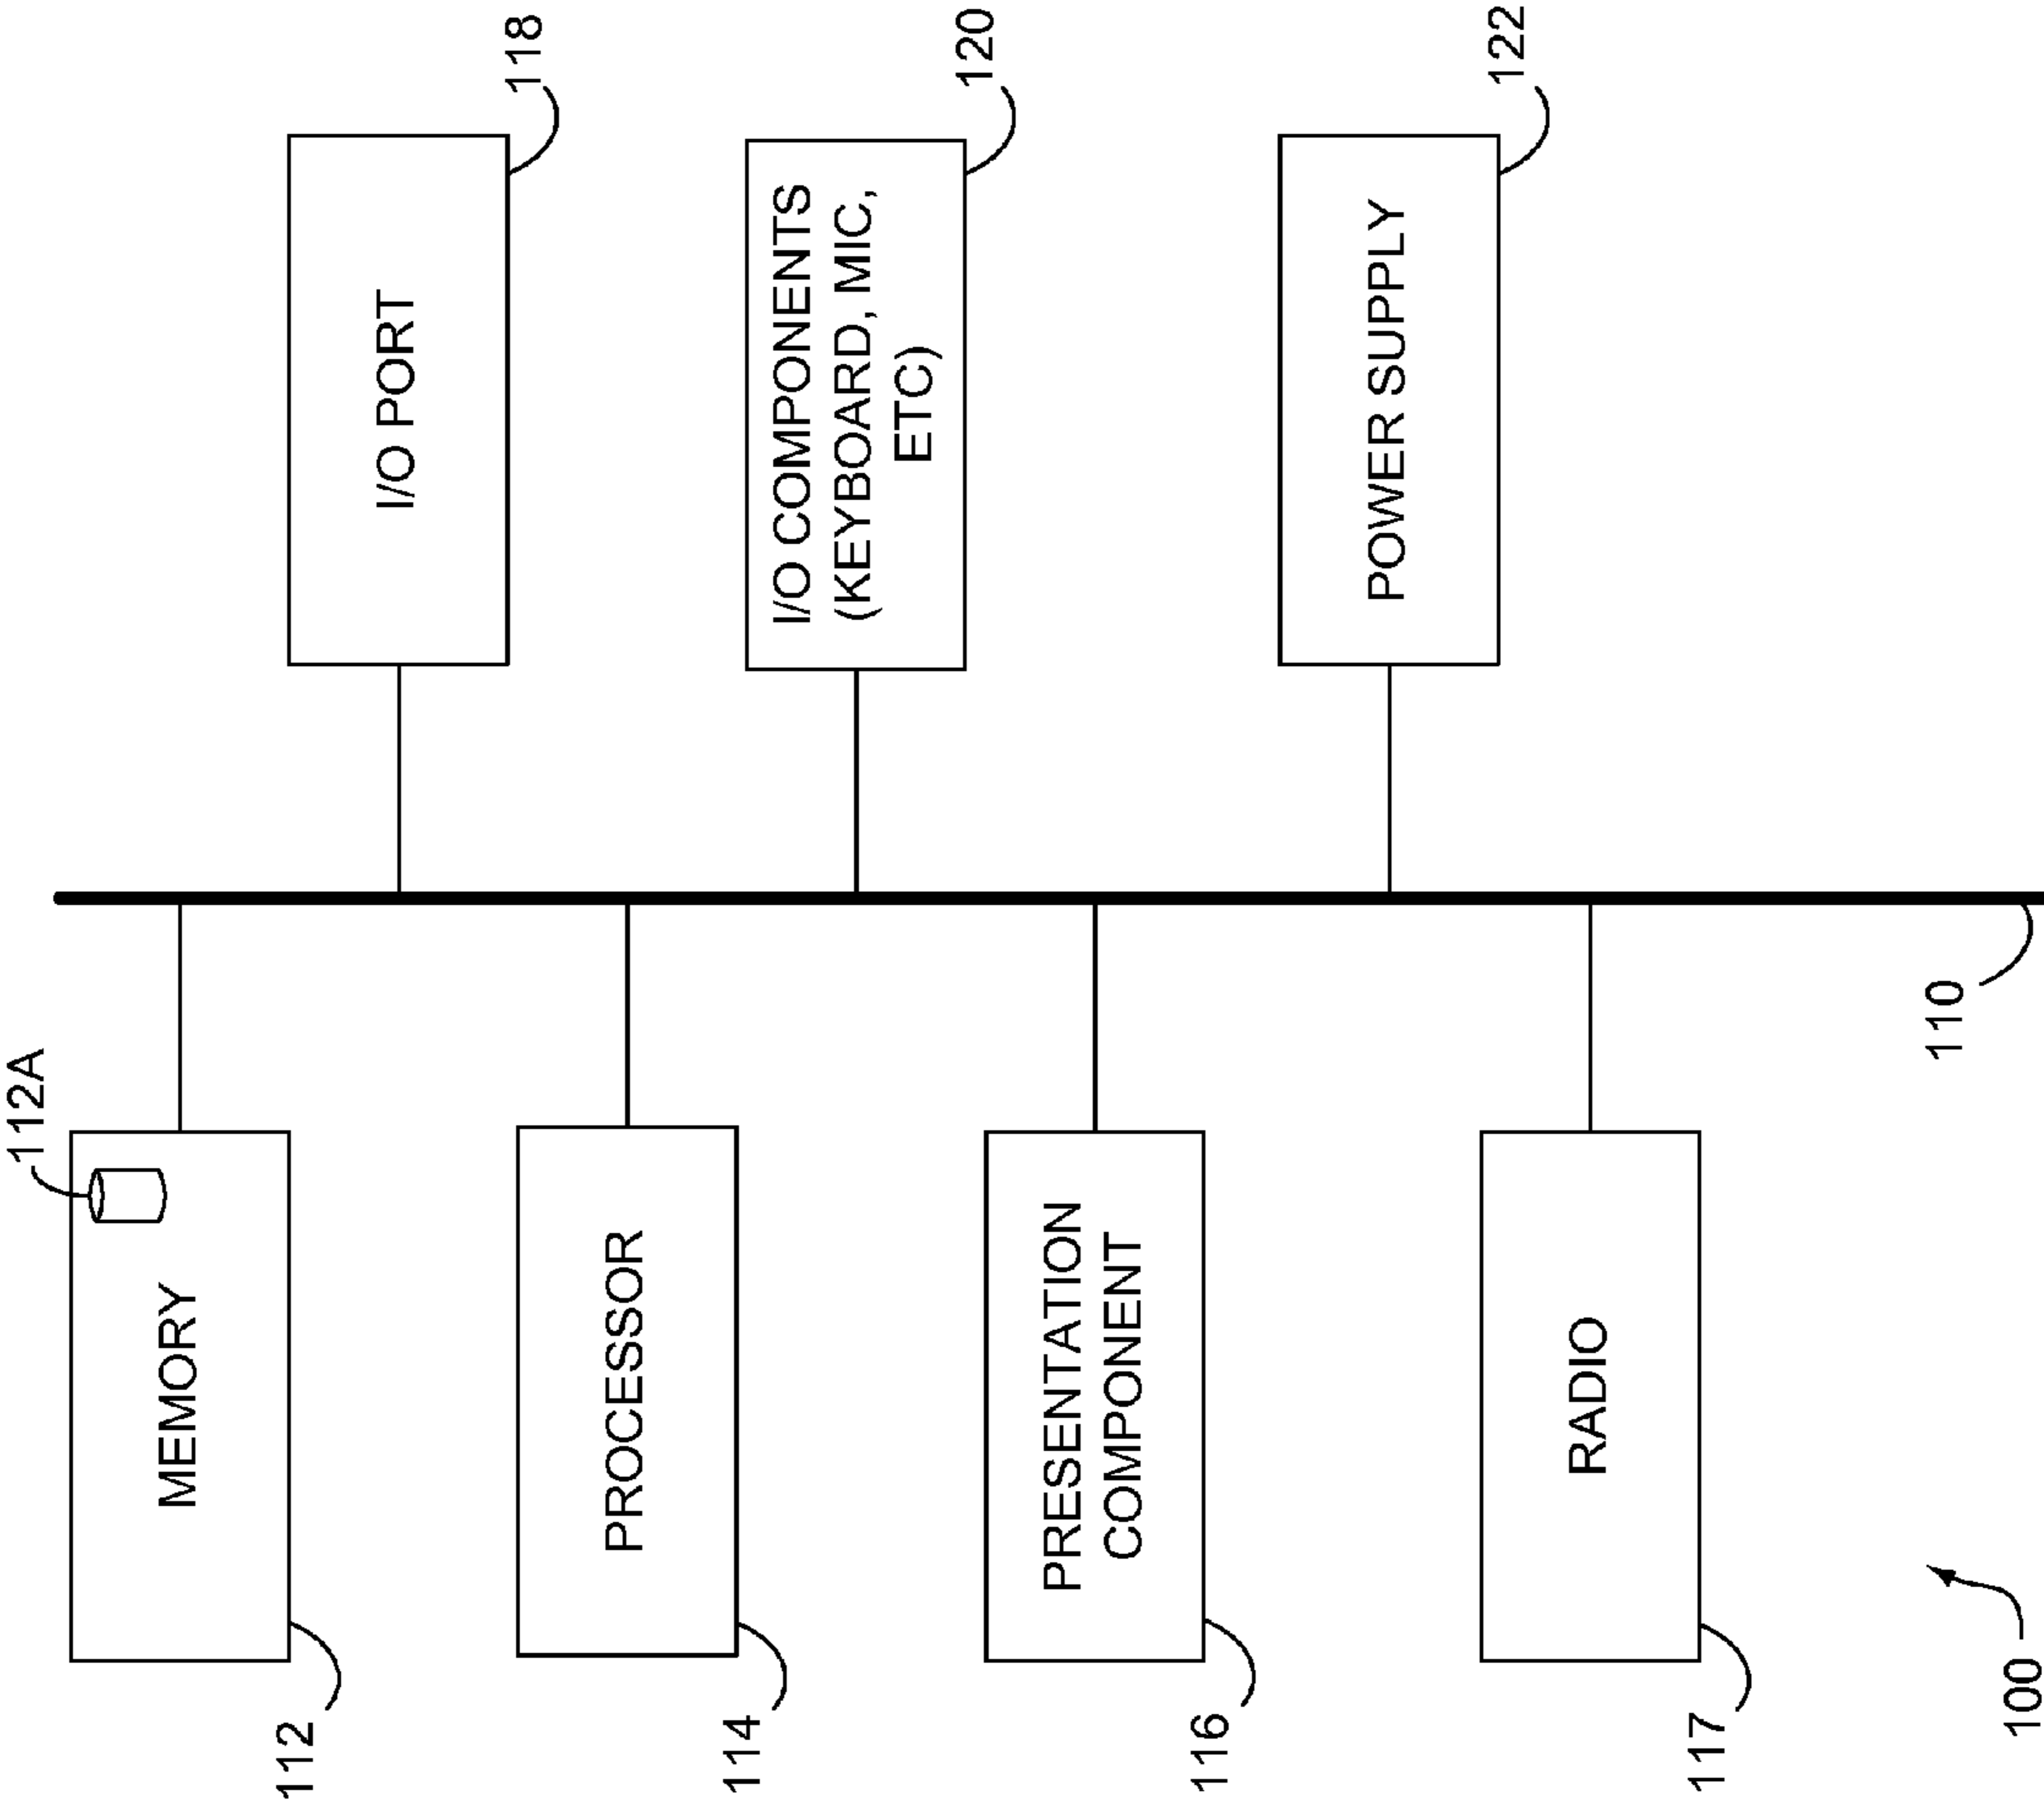 112A
MEMORY
112
PROCESSOR
114
PRESENTATION
COMPONENT
116
RADIO
117
I/O PORT
118
I/O COMPONENTS
(KEYBOARD, MIC,
ETC)
120
POWER SUPPLY
122
110
100